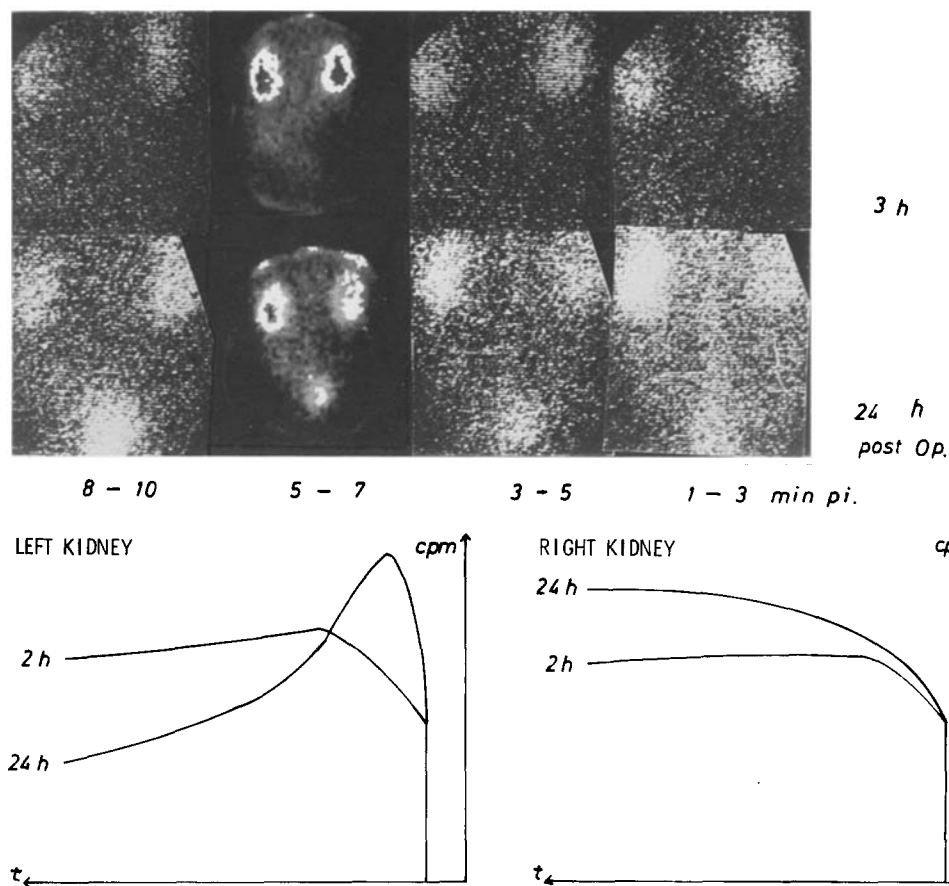 3 h
24 h
post Op.
8 - 10 5 - 7 3 - 5 1 - 3 min pi.
LEFT KIDNEY cpm
RIGHT KIDNEY cp
24 h
2 h
2 h
24 h
t
t